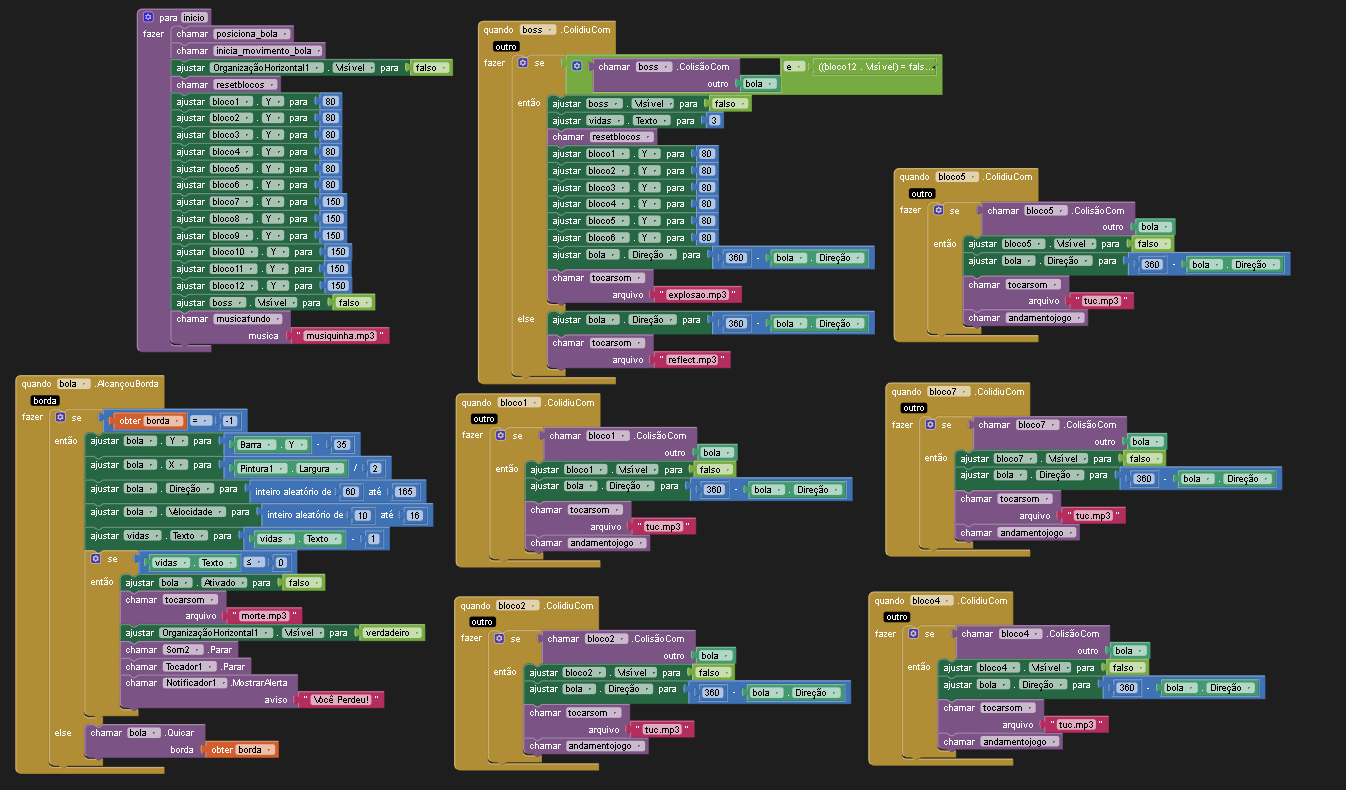 para inicio
fazer chamar posiciona_bola
chamar inicia_movimento_bola
ajustar OrganizaçãoHorizontal1 . Visível para falso
chamar resetblocos
ajustar bloco1 . Y para 80
ajustar bloco2 . Y para 80
ajustar bloco3 . Y para 80
ajustar bloco4 . Y para 80
ajustar bloco5 . Y para 80
ajustar bloco6 . Y para 80
ajustar bloco7 . Y para 150
ajustar bloco8 . Y para 150
ajustar bloco9 . Y para 150
ajustar bloco10 . Y para 150
ajustar bloco11 . Y para 150
ajustar bloco12 . Y para 150
ajustar boss . Visível para falso
chamar musicafundo
musica " musiquinha.mp3 "
quando boss .ColidiuCom
outro
fazer se chamar boss .ColisãoCom e ((bloco12 . Visível) = fals...
outro bola
então ajustar boss . Visível para falso
ajustar vidas . Texto para 3
chamar resetblocos
ajustar bloco1 . Y para 80
ajustar bloco2 . Y para 80
ajustar bloco3 . Y para 80
ajustar bloco4 . Y para 80
ajustar bloco5 . Y para 80
ajustar bloco6 . Y para 80
ajustar bola . Direção para 360 - bola . Direção
chamar tocarsom
arquivo " explosao.mp3 "
else ajustar bola . Direção para 360 - bola . Direção
chamar tocarsom
arquivo " reflect.mp3 "
quando bloco5 .ColidiuCom
outro
fazer se chamar bloco5 .ColisãoCom
outro bola
então ajustar bloco5 . Visível para falso
ajustar bola . Direção para 360 - bola . Direção
chamar tocarsom
arquivo " tuc.mp3 "
chamar andamentojogo
quando bola .AlcançouBorda
borda
fazer se obter borda = -1
então ajustar bola . Y para Barra . Y - 35
ajustar bola . X para Pintura1 . Largura / 2
ajustar bola . Direção para inteiro aleatório de 60 até 165
ajustar bola . Velocidade para inteiro aleatório de 10 até 16
ajustar vidas . Texto para vidas . Texto - 1
se vidas . Texto ≤ 0
então ajustar bola . Ativado para falso
chamar tocarsom
arquivo " morte.mp3 "
ajustar OrganizaçãoHorizontal1 . Visível para verdadeiro
chamar Som2 .Parar
chamar Tocador1 .Parar
chamar Notificador1 .MostrarAlerta
aviso " Você Perdeu! "
else chamar bola .Quicar
borda obter borda
quando bloco1 .ColidiuCom
outro
fazer se chamar bloco1 .ColisãoCom
outro bola
então ajustar bloco1 . Visível para falso
ajustar bola . Direção para 360 - bola . Direção
chamar tocarsom
arquivo " tuc.mp3 "
chamar andamentojogo
quando bloco7 .ColidiuCom
outro
fazer se chamar bloco7 .ColisãoCom
outro bola
então ajustar bloco7 . Visível para falso
ajustar bola . Direção para 360 - bola . Direção
chamar tocarsom
arquivo " tuc.mp3 "
chamar andamentojogo
quando bloco2 .ColidiuCom
outro
fazer se chamar bloco2 .ColisãoCom
outro bola
então ajustar bloco2 . Visível para falso
ajustar bola . Direção para 360 - bola . Direção
chamar tocarsom
arquivo " tuc.mp3 "
chamar andamentojogo
quando bloco4 .ColidiuCom
outro
fazer se chamar bloco4 .ColisãoCom
outro bola
então ajustar bloco4 . Visível para falso
ajustar bola . Direção para 360 - bola . Direção
chamar tocarsom
arquivo " tuc.mp3 "
chamar andamentojogo